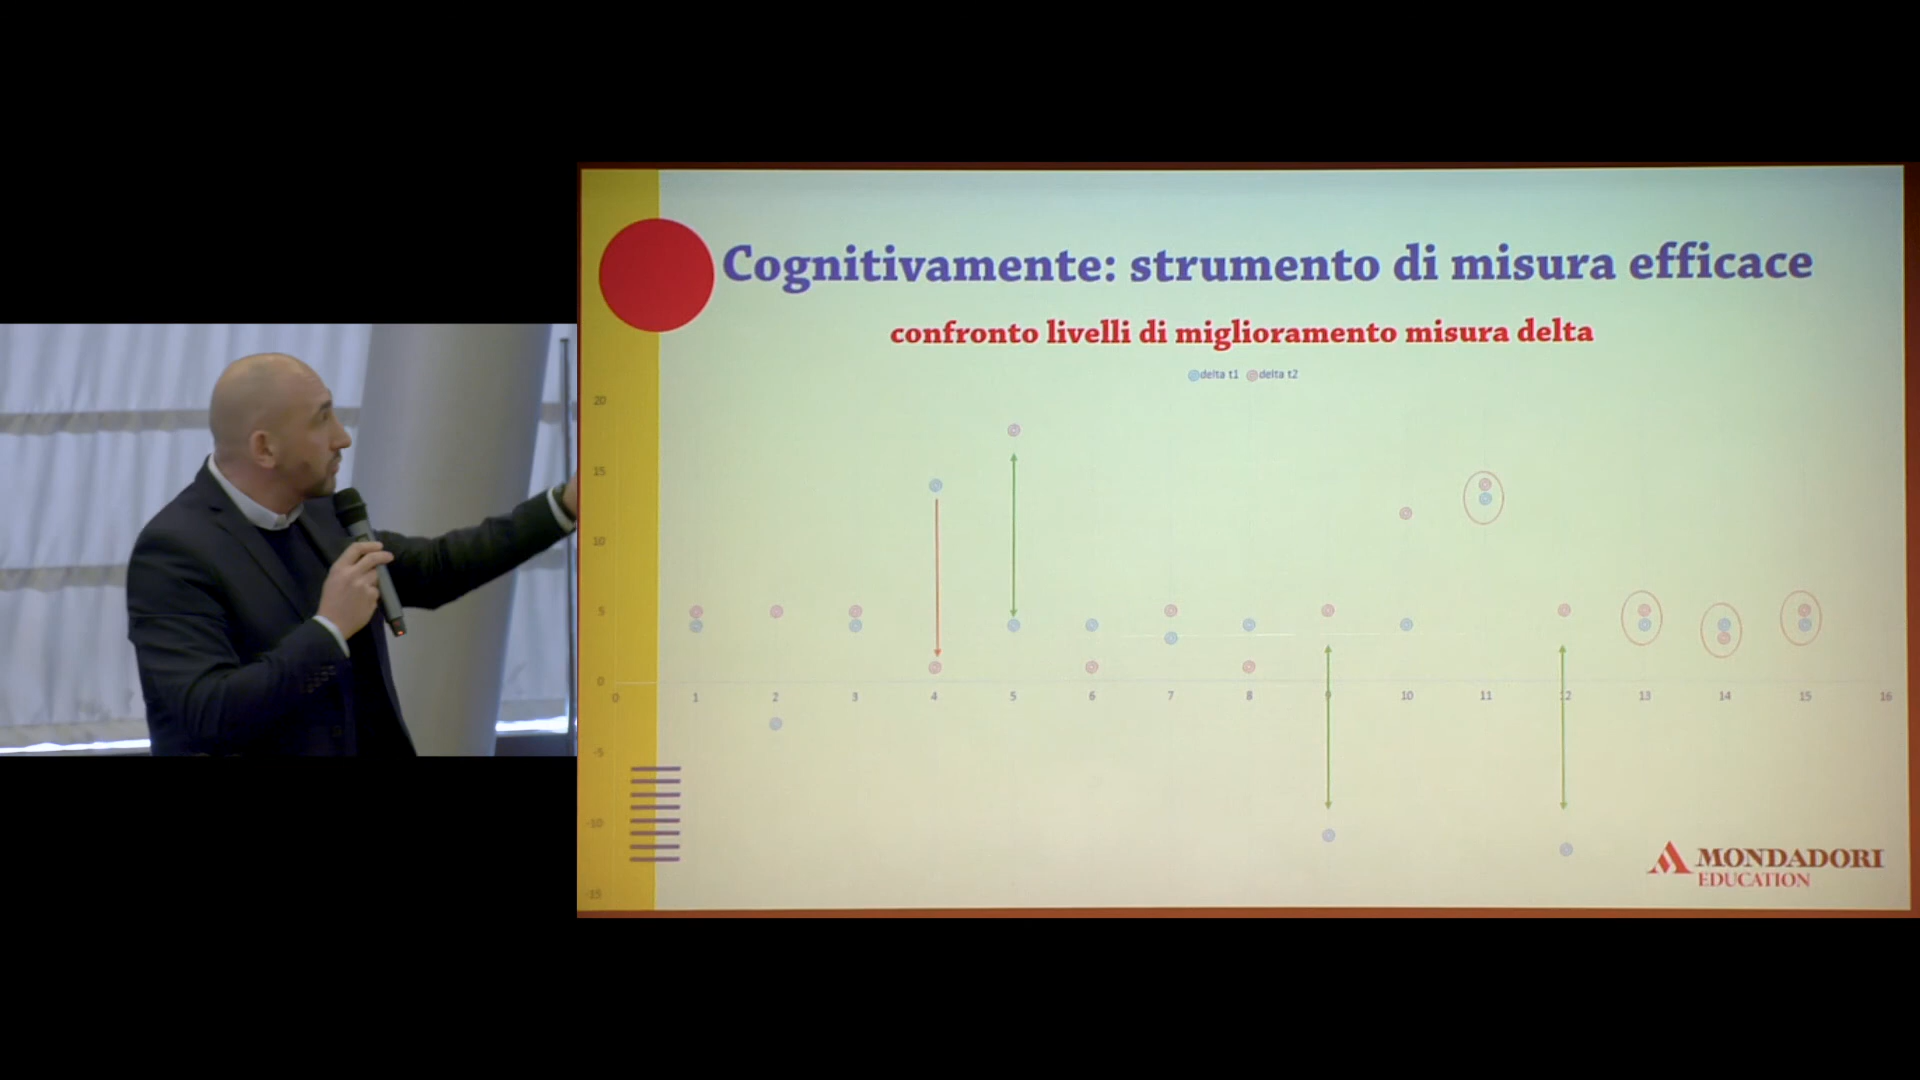 Cognitivamente: strumento di misura efficace
confronto livelli di miglioramento misura delta
delta t1 delta t2
20
15
10
5
0
-5
-10
-15
0 1 2 3 4 5 6 7 8 9 10 11 12 13 14 15 16
MONDADORI
EDUCATION